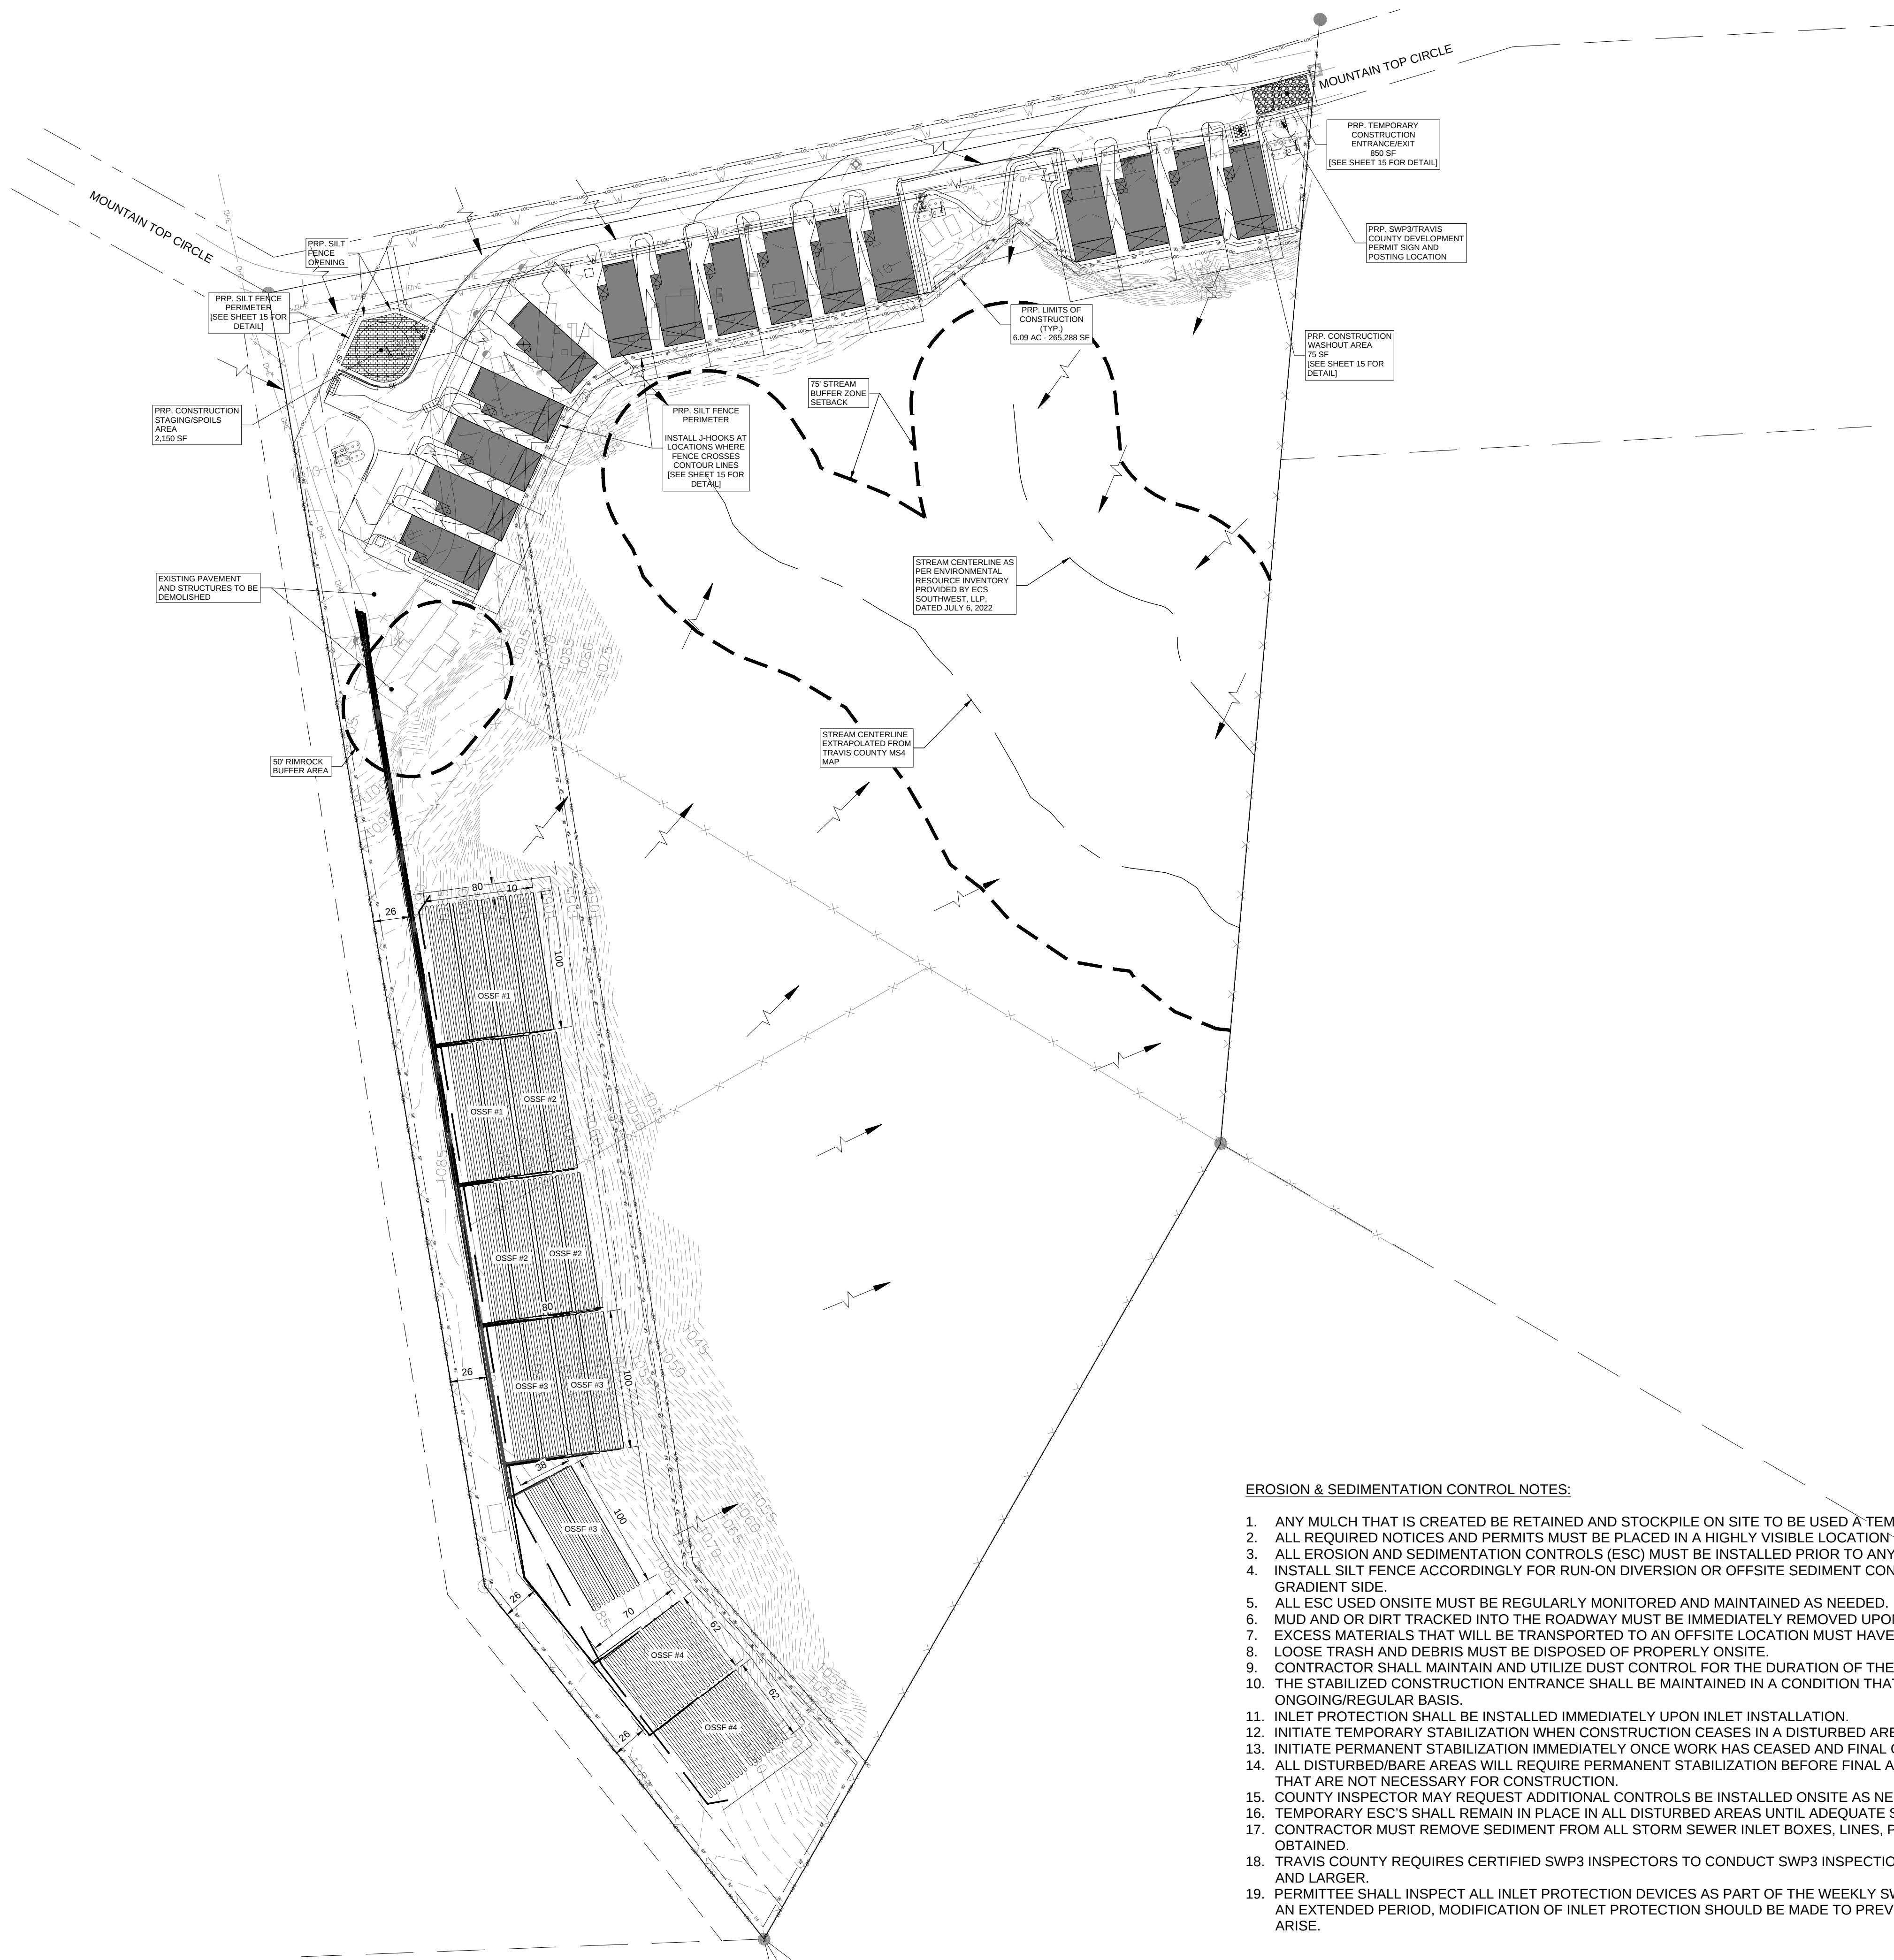 MOUNTAIN TOP CIRCLE
MOUNTAIN TOP CIRCLE
PRP. TEMPORARY
CONSTRUCTION
ENTRANCE/EXIT
850 SF
[SEE SHEET 15 FOR DETAIL]
PRP. SWP3/TRAVIS
COUNTY DEVELOPMENT
PERMIT SIGN AND
POSTING LOCATION
PRP. SILT
FENCE
OPENING
PRP. SILT FENCE
PERIMETER
[SEE SHEET 15 FOR
DETAIL]
PRP. LIMITS OF
CONSTRUCTION
(TYP.)
6.09 AC - 265,288 SF
PRP. CONSTRUCTION
WASHOUT AREA
75 SF
[SEE SHEET 15 FOR
DETAIL]
75' STREAM
BUFFER ZONE
SETBACK
PRP. CONSTRUCTION
STAGING/SPOILS
AREA
2,150 SF
PRP. SILT FENCE
PERIMETER
INSTALL J-HOOKS AT
LOCATIONS WHERE
FENCE CROSSES
CONTOUR LINES
[SEE SHEET 15 FOR
DETAIL]
STREAM CENTERLINE AS
PER ENVIRONMENTAL
RESOURCE INVENTORY
PROVIDED BY ECS
SOUTHWEST, LLP,
DATED JULY 6, 2022
EXISTING PAVEMENT
AND STRUCTURES TO BE
DEMOLISHED
1095
1085
1080
1075
STREAM CENTERLINE
EXTRAPOLATED FROM
TRAVIS COUNTY MS4
MAP
50' RIMROCK
BUFFER AREA
1095
80
10
26
100
OSSF #1
OSSF #1
OSSF #2
1045
1050
1060
1085
OSSF #2
OSSF #2
80
26
100
1045
1050
1055
OSSF #3
OSSF #3
38
100
OSSF #3
1055
1060
1065
1070
1080
26
70
62
OSSF #4
62
OSSF #4
26
1050
1055
EROSION & SEDIMENTATION CONTROL NOTES:
1. ANY MULCH THAT IS CREATED BE RETAINED AND STOCKPILE ON SITE TO BE USED A TEM
2. ALL REQUIRED NOTICES AND PERMITS MUST BE PLACED IN A HIGHLY VISIBLE LOCATION
3. ALL EROSION AND SEDIMENTATION CONTROLS (ESC) MUST BE INSTALLED PRIOR TO ANY
4. INSTALL SILT FENCE ACCORDINGLY FOR RUN-ON DIVERSION OR OFFSITE SEDIMENT CON
GRADIENT SIDE.
5. ALL ESC USED ONSITE MUST BE REGULARLY MONITORED AND MAINTAINED AS NEEDED.
6. MUD AND OR DIRT TRACKED INTO THE ROADWAY MUST BE IMMEDIATELY REMOVED UPON
7. EXCESS MATERIALS THAT WILL BE TRANSPORTED TO AN OFFSITE LOCATION MUST HAVE
8. LOOSE TRASH AND DEBRIS MUST BE DISPOSED OF PROPERLY ONSITE.
9. CONTRACTOR SHALL MAINTAIN AND UTILIZE DUST CONTROL FOR THE DURATION OF THE
10. THE STABILIZED CONSTRUCTION ENTRANCE SHALL BE MAINTAINED IN A CONDITION THAT
ONGOING/REGULAR BASIS.
11. INLET PROTECTION SHALL BE INSTALLED IMMEDIATELY UPON INLET INSTALLATION.
12. INITIATE TEMPORARY STABILIZATION WHEN CONSTRUCTION CEASES IN A DISTURBED ARE
13. INITIATE PERMANENT STABILIZATION IMMEDIATELY ONCE WORK HAS CEASED AND FINAL
14. ALL DISTURBED/BARE AREAS WILL REQUIRE PERMANENT STABILIZATION BEFORE FINAL A
THAT ARE NOT NECESSARY FOR CONSTRUCTION.
15. COUNTY INSPECTOR MAY REQUEST ADDITIONAL CONTROLS BE INSTALLED ONSITE AS NE
16. TEMPORARY ESC'S SHALL REMAIN IN PLACE IN ALL DISTURBED AREAS UNTIL ADEQUATE S
17. CONTRACTOR MUST REMOVE SEDIMENT FROM ALL STORM SEWER INLET BOXES, LINES, P
OBTAINED.
18. TRAVIS COUNTY REQUIRES CERTIFIED SWP3 INSPECTORS TO CONDUCT SWP3 INSPECTIO
AND LARGER.
19. PERMITTEE SHALL INSPECT ALL INLET PROTECTION DEVICES AS PART OF THE WEEKLY SW
AN EXTENDED PERIOD, MODIFICATION OF INLET PROTECTION SHOULD BE MADE TO PREV
ARISE.